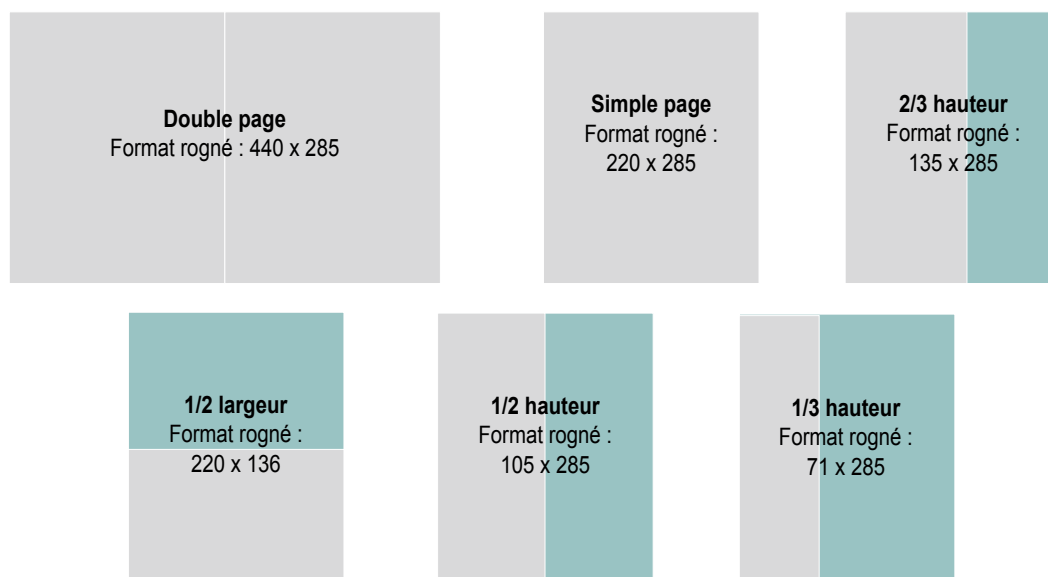 Double page
Format rogné : 440 x 285
Simple page
Format rogné :
220 x 285
2/3 hauteur
Format rogné :
135 x 285
1/2 largeur
Format rogné :
220 x 136
1/2 hauteur
Format rogné :
105 x 285
1/3 hauteur
Format rogné :
71 x 285